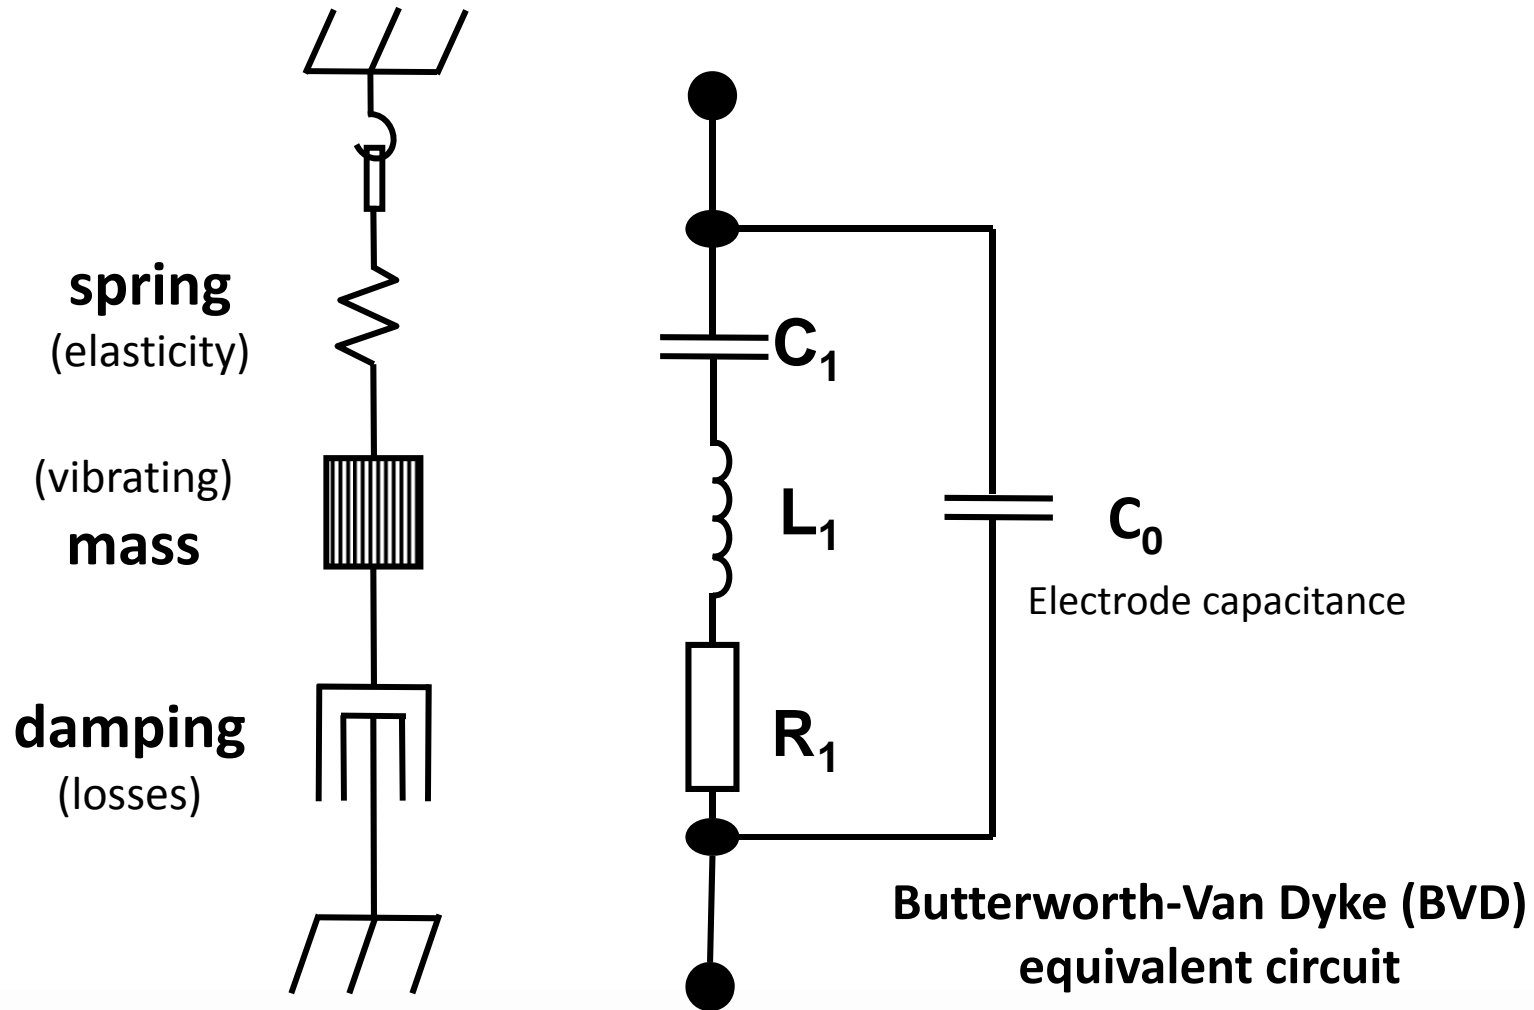 spring
(elasticity)
(vibrating)
mass
damping
(losses)
C₁
L₁
R₁
C₀
Electrode capacitance
Butterworth-Van Dyke (BVD)
equivalent circuit